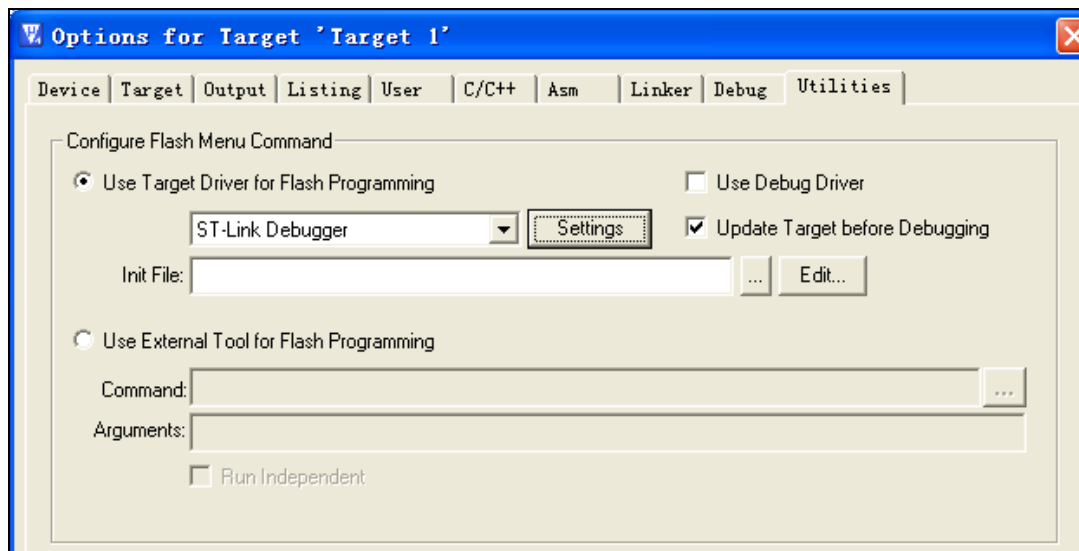 Options for Target 'Target 1'
Device Target Output Listing User C/C++ Asm Linker Debug Utilities
Configure Flash Menu Command
Use Target Driver for Flash Programming Use Debug Driver
ST-Link Debugger Settings Update Target before Debugging
Init File: ... Edit...
Use External Tool for Flash Programming
Command: ...
Arguments:
Run Independent